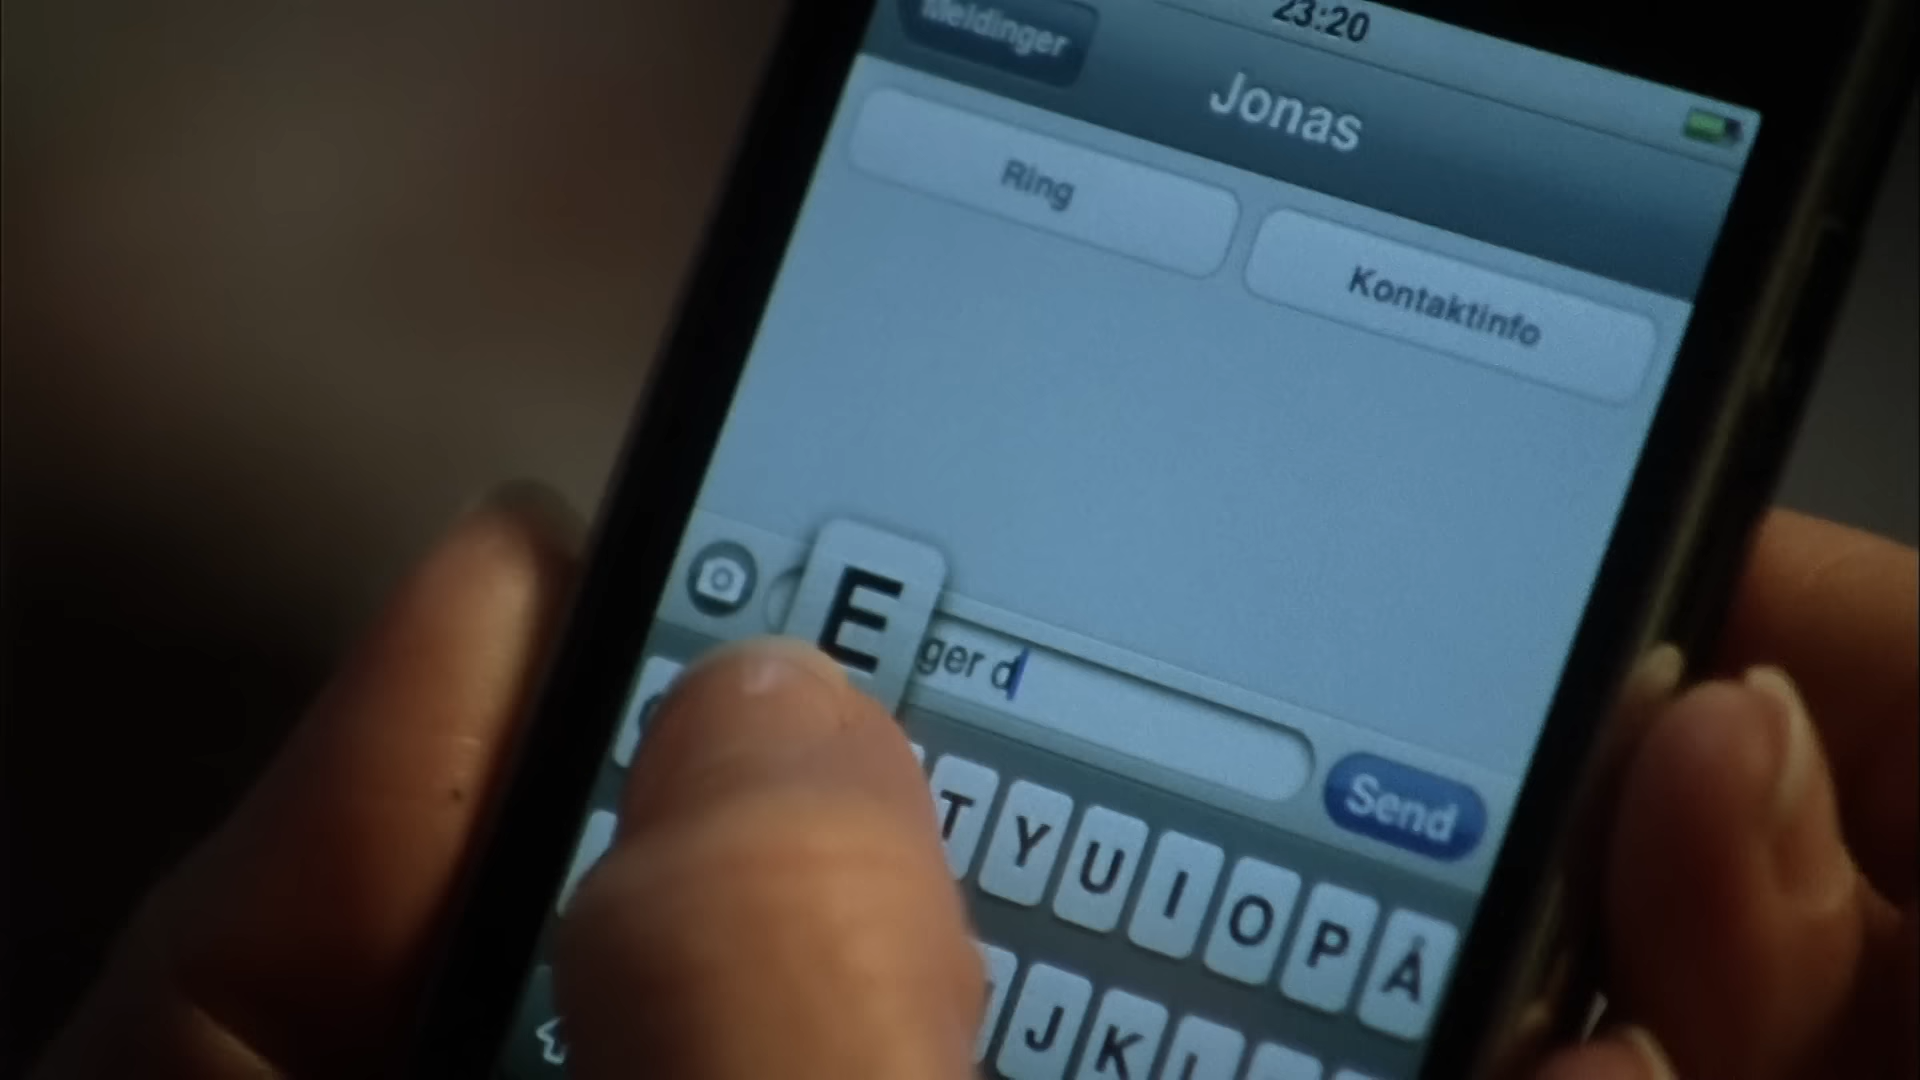 23:20
Meldinger
Jonas
Ring
Kontaktinfo
E
ger d
Send
T Y U I O P Å
J K L